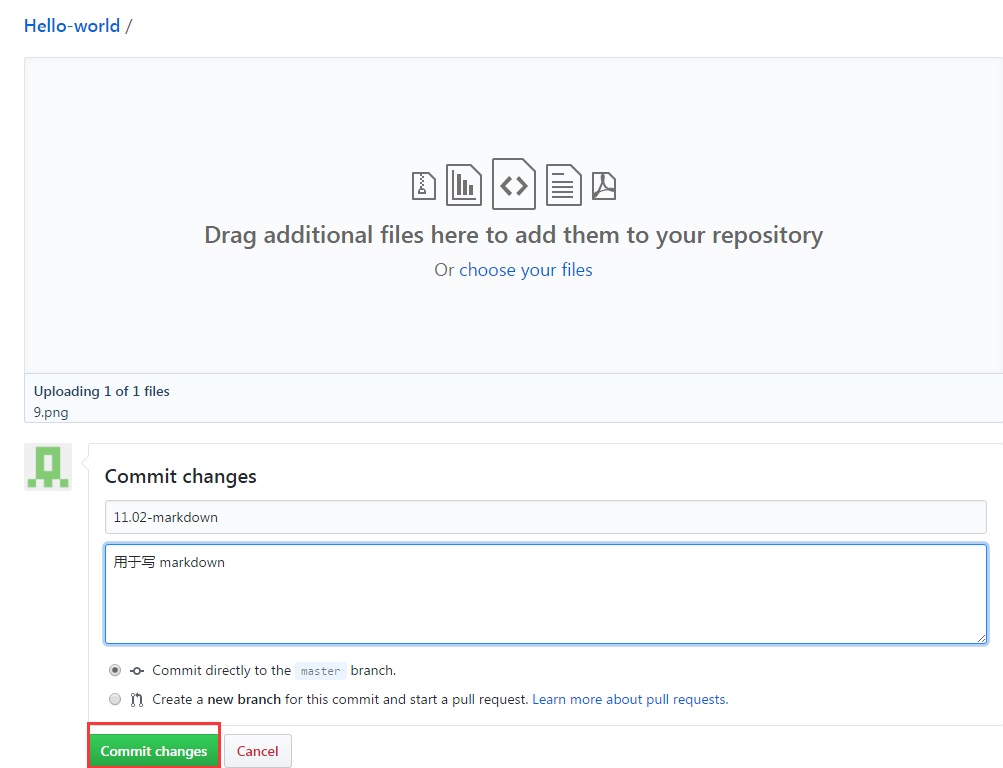 Hello-world /
Drag additional files here to add them to your repository
Or choose your files
Uploading 1 of 1 files
9.png
Commit changes
11.02-markdown
用于写 markdown
Commit directly to the master branch.
Create a new branch for this commit and start a pull request. Learn more about pull requests.
Commit changes Cancel